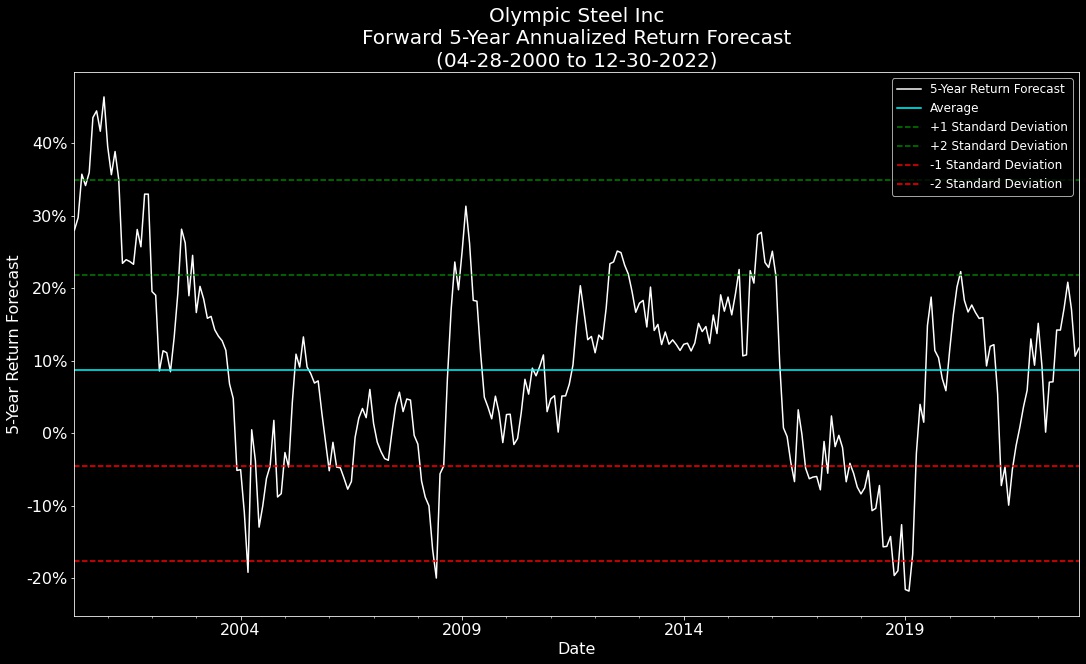 Olympic Steel Inc
Forward 5-Year Annualized Return Forecast
(04-28-2000 to 12-30-2022)
5-Year Return Forecast
Average
+1 Standard Deviation
+2 Standard Deviation
-1 Standard Deviation
-2 Standard Deviation
5-Year Return Forecast
40%
30%
20%
10%
0%
-10%
-20%
2004
2009
2014
2019
Date